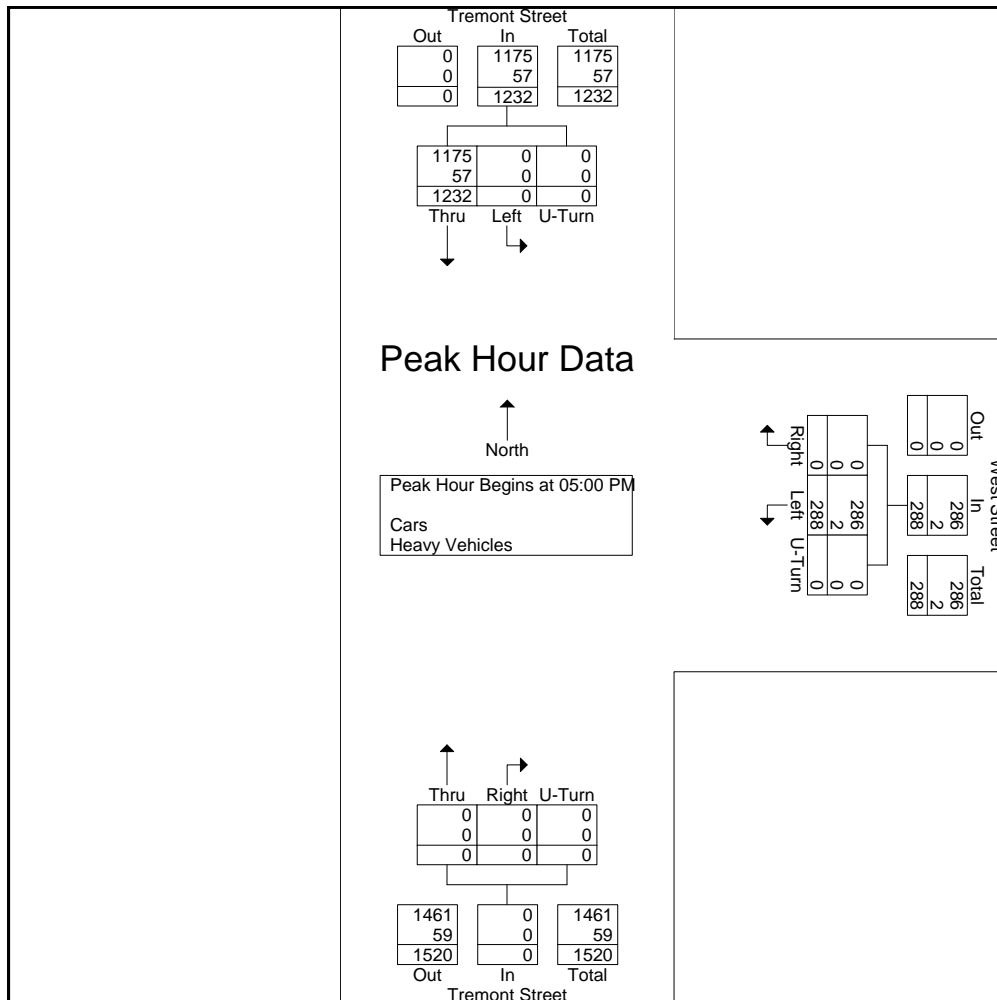 Tremont Street
Out In Total
0 1175 1175
0 57 57
0 1232 1232
1175 0 0
57 0 0
1232 0 0
Thru Left U-Turn
Peak Hour Data
North
Peak Hour Begins at 05:00 PM
Cars
Heavy Vehicles
West Street
Out In Total
0 286 286
0 2 2
0 288 288
0 286 0
0 2 0
0 288 0
Right Left U-Turn
Thru Right U-Turn
0 0 0
0 0 0
0 0 0
1461 0 1461
59 0 59
1520 0 1520
Out In Total
Tremont Street